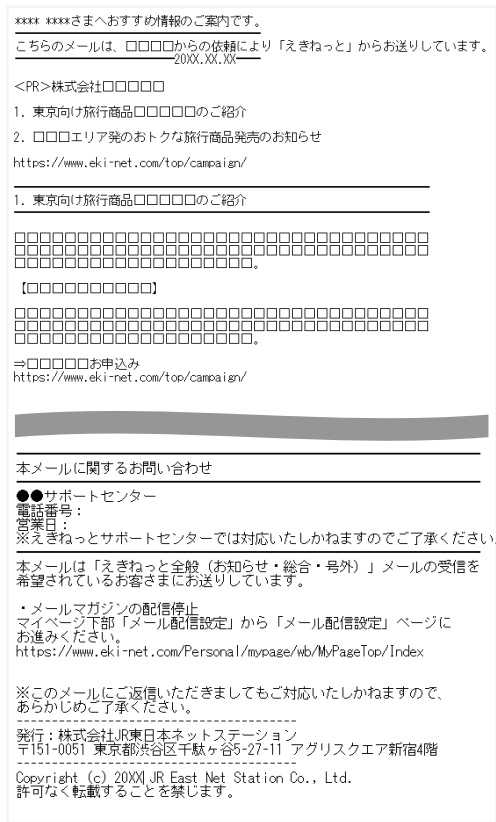 **** ****さまへおすすめ情報のご案内です。
こちらのメールは、□□□□からの依頼により「えきねっと」からお送りしています。
20XX.XX.XX
＜PR＞株式会社□□□□□
1. 東京向け旅行商品□□□□□のご紹介
2. □□□エリア発のおトクな旅行商品発売のお知らせ
https://www.eki-net.com/top/campaign/
1. 東京向け旅行商品□□□□□のご紹介
□□□□□□□□□□□□□□□□□□□□□□□□□□□□□□□□□
□□□□□□□□□□□□□□□□□□□□□□□□□□□□□□□□□
□□□□□□□□□□□□□□□□□□□。
【□□□□□□□□□□】
□□□□□□□□□□□□□□□□□□□□□□□□□□□□□□□□□
□□□□□□□□□□□□□□□□□□□□□□□□□□□□□□□□□
□□□□□□□□□□□□□□□□□□□。
⇒□□□□□お申込み
https://www.eki-net.com/top/campaign/
本メールに関するお問い合わせ
●●サポートセンター
電話番号：
営業日：
※えきねっとサポートセンターでは対応いたしかねますのでご了承ください。
本メールは「えきねっと全般（お知らせ・総合・号外）」メールの受信を
希望されているお客さまにお送りしています。
・メールマガジンの配信停止
マイページ下部「メール配信設定」から「メール配信設定」ページに
お進みください。
https://www.eki-net.com/Personal/mypage/wb/MyPageTop/Index
※このメールにご返信いただきましてもご対応いたしかねますので、
あらかじめご了承ください。
------------------------------------
発行：株式会社JR東日本ネットステーション
〒151-0051 東京都渋谷区千駄ヶ谷5-27-11 アグリスクエア新宿4階
------------------------------------
Copyright (c) 20XX JR East Net Station Co., Ltd.
許可なく転載することを禁じます。